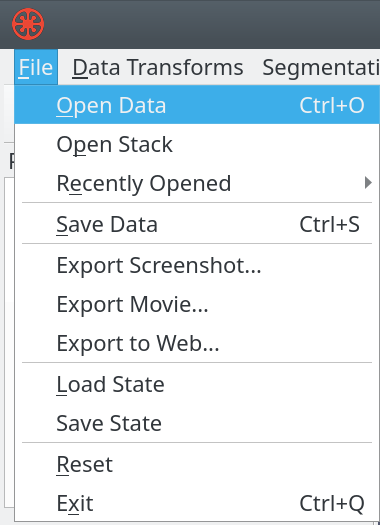 File Data Transforms Segmentati
Open Data Ctrl+O
Open Stack
Recently Opened
Save Data Ctrl+S
Export Screenshot...
Export Movie...
Export to Web...
Load State
Save State
Reset
Exit Ctrl+Q